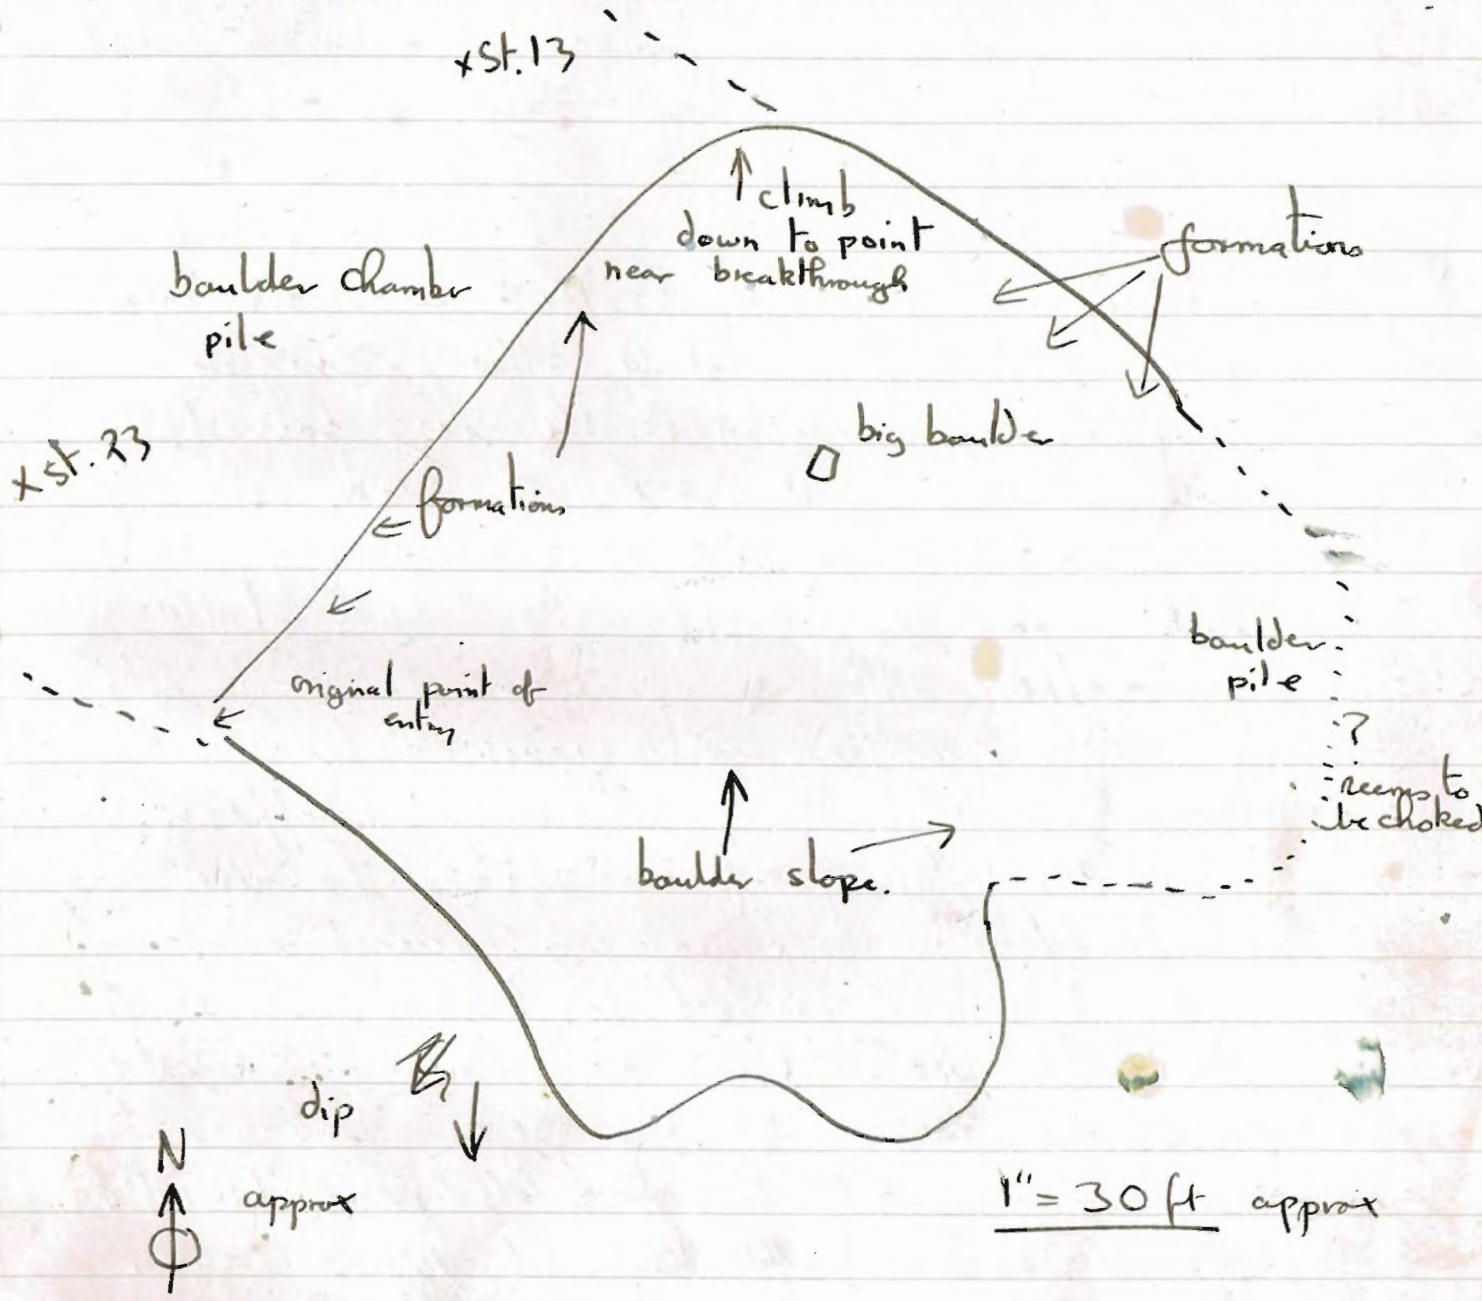 x St. 13
climb
down to point
near breakthrough
formations
boulder chamber
pile
big boulder
x St. 23
formations
boulder
pile
original point of
entry
?
seems to
be choked
boulder slope.
dip
N
approx
1" = 30 ft approx